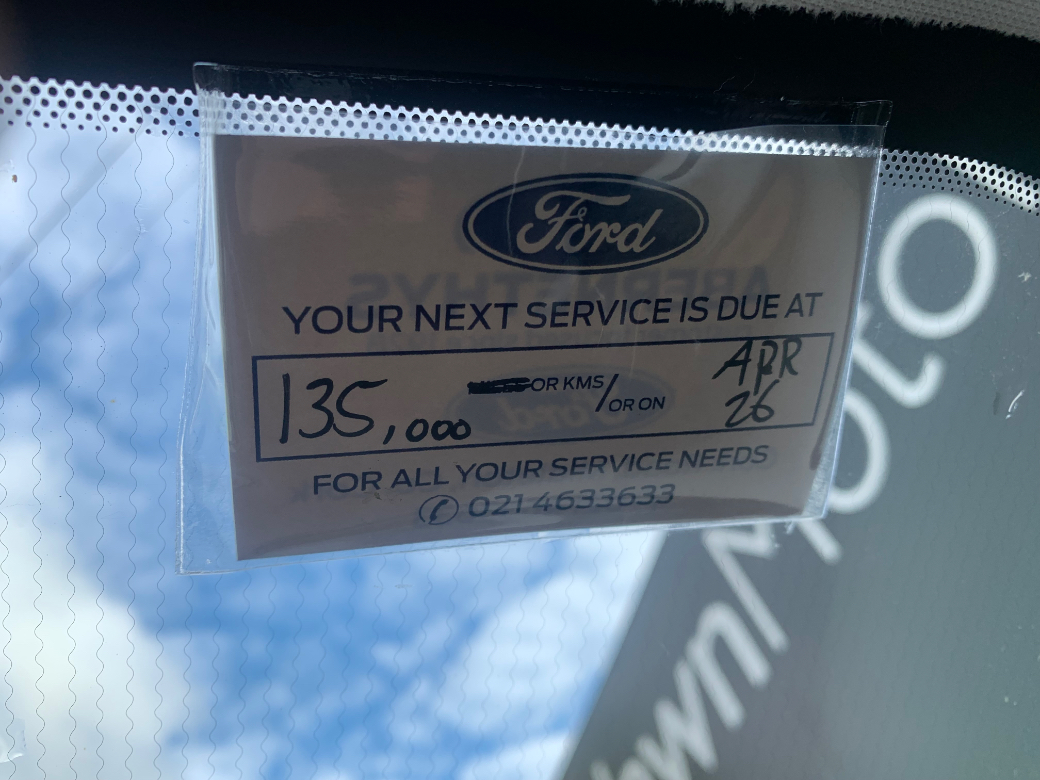 Ford
YOUR NEXT SERVICE IS DUE AT
135,000 OR KMS/OR ON APR 26
FOR ALL YOUR SERVICE NEEDS
021 4633633